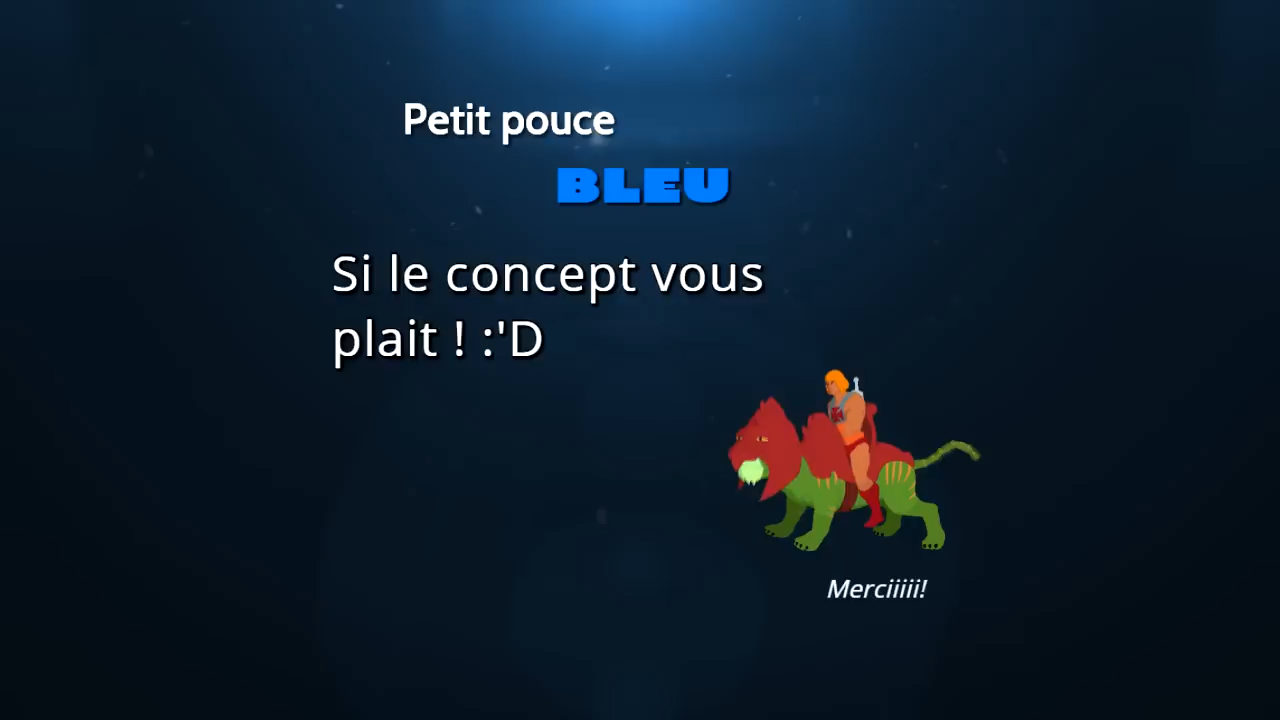 Petit pouce
BLEU
Si le concept vous
plait ! :'D
Merciiiii!